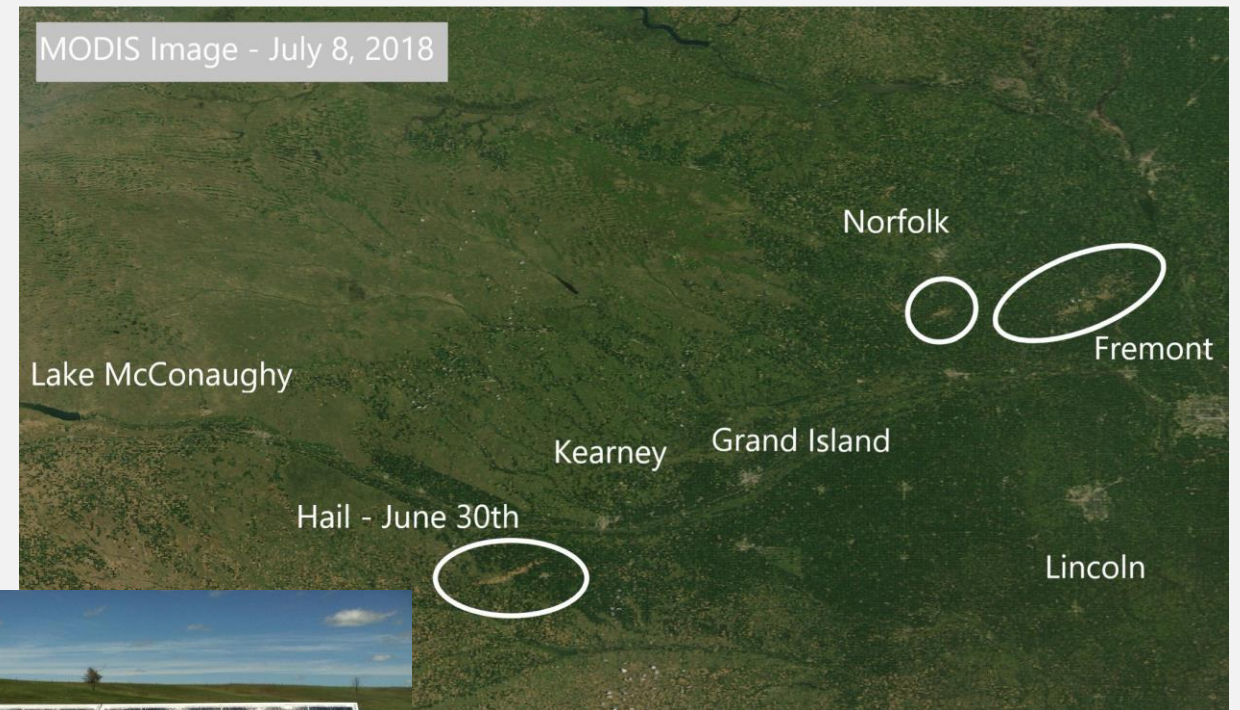 MODIS Image - July 8, 2018
Norfolk
Fremont
Lake McConaughy
Grand Island
Kearney
Hail - June 30th
Lincoln